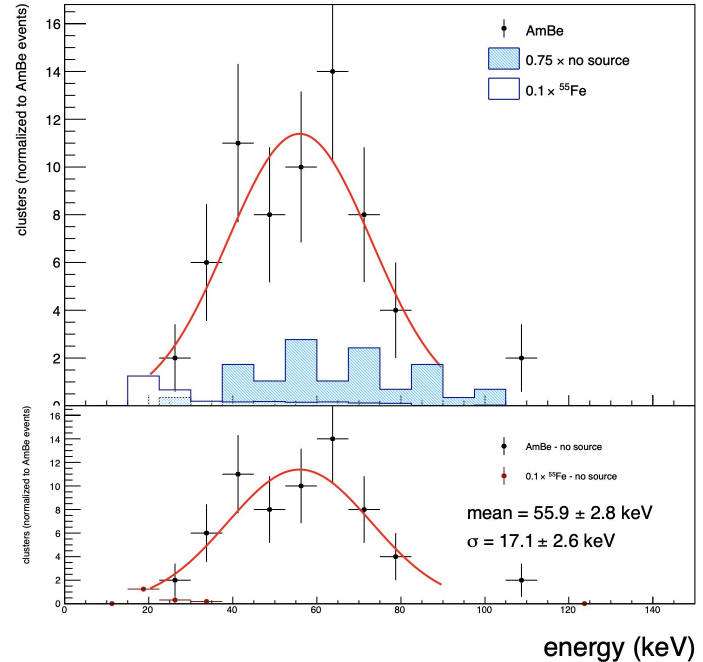 clusters (normalized to AmBe events)
16
14
12
10
8
6
4
2
0
AmBe
0.75 × no source
0.1 × ⁵⁵Fe
clusters (normalized to AmBe events)
16
14
12
10
8
6
4
2
0
AmBe - no source
0.1 × ⁵⁵Fe - no source
mean = 55.9 ± 2.8 keV
σ = 17.1 ± 2.6 keV
0 20 40 60 80 100 120 140
energy (keV)